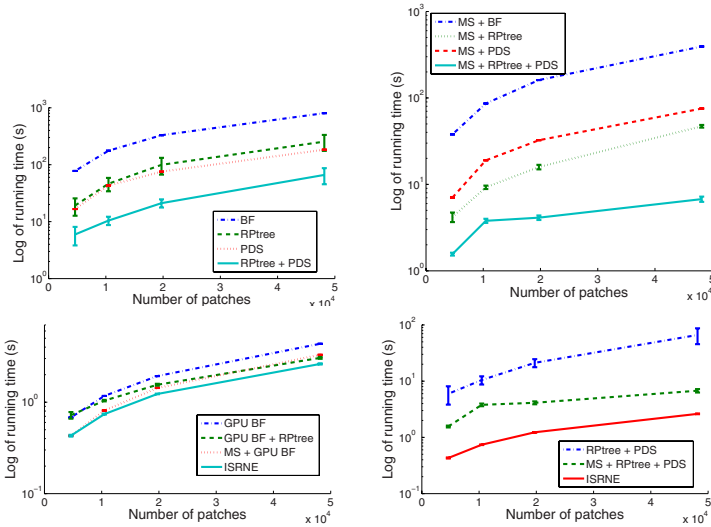 10^3
10^2
10^1
10^0
Log of running time (s)
0
1
2
3
4
5
x 10^4
Number of patches
BF
RPtree
PDS
RPtree + PDS
10^3
10^2
10^1
10^0
Log of running time (s)
0
1
2
3
4
5
x 10^4
Number of patches
MS + BF
MS + RPtree
MS + PDS
MS + RPtree + PDS
10^0
10^−1
Log of running time (s)
0
1
2
3
4
5
x 10^4
Number of patches
GPU BF
GPU BF + RPtree
MS + GPU BF
ISRNE
10^2
10^1
10^0
10^−1
Log of running time (s)
0
1
2
3
4
5
x 10^4
Number of patches
RPtree + PDS
MS + RPtree + PDS
ISRNE